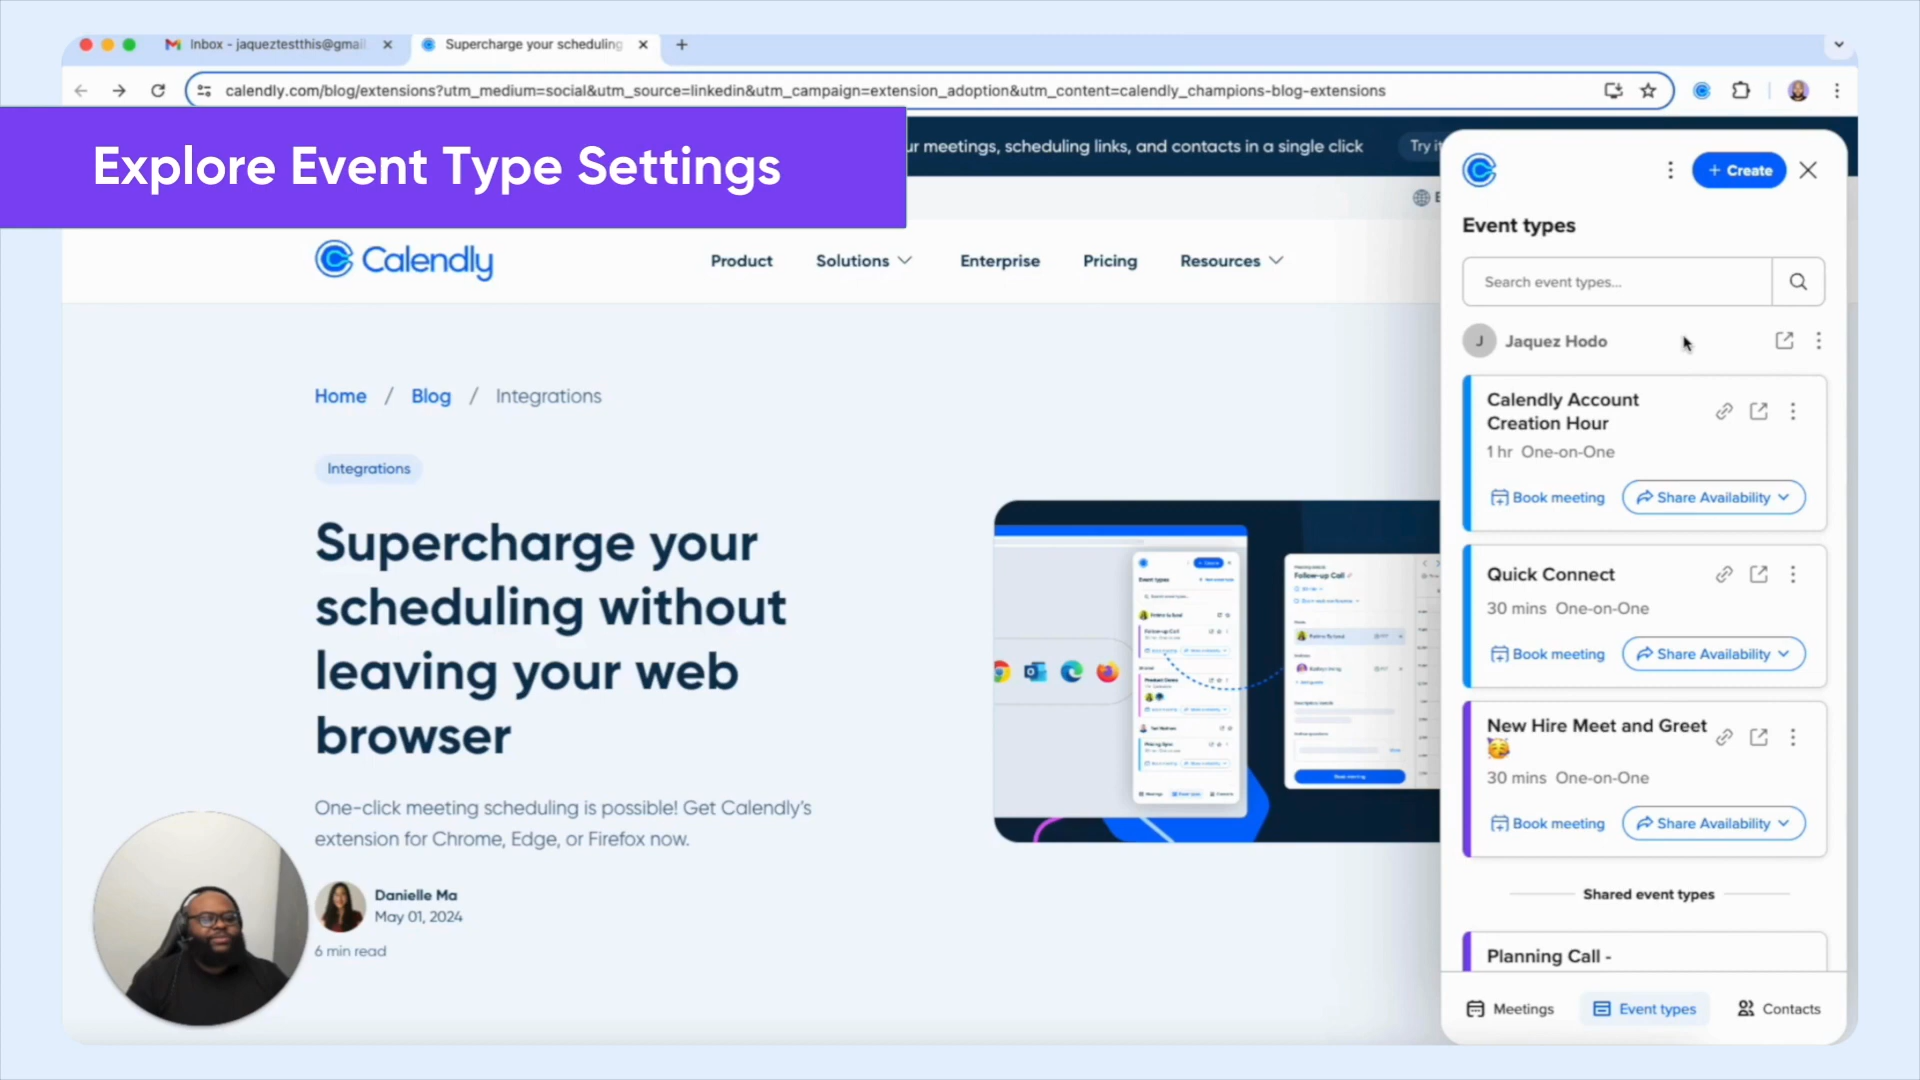 Inbox - jaqueztestthis@gmai
Supercharge your scheduling
calendly.com/blog/extensions?utm_medium=social&utm_source=linkedin&utm_campaign=extension_adoption&utm_content=calendly_champions-blog-extensions
Explore Event Type Settings
ur meetings, scheduling links, and contacts in a single click
Try i
E
Calendly
Product
Solutions
Enterprise
Pricing
Resources
Home / Blog / Integrations
Integrations
Supercharge your
scheduling without
leaving your web
browser
One-click meeting scheduling is possible! Get Calendly’s
extension for Chrome, Edge, or Firefox now.
Danielle Ma
May 01, 2024
6 min read
Follow-up Call
+ Create
Event types
Search event types...
J
Jaquez Hodo
Calendly Account
Creation Hour
1 hr One-on-One
Book meeting
Share Availability
Quick Connect
30 mins One-on-One
Book meeting
Share Availability
New Hire Meet and Greet
🥳
30 mins One-on-One
Book meeting
Share Availability
Shared event types
Planning Call -
Meetings
Event types
Contacts